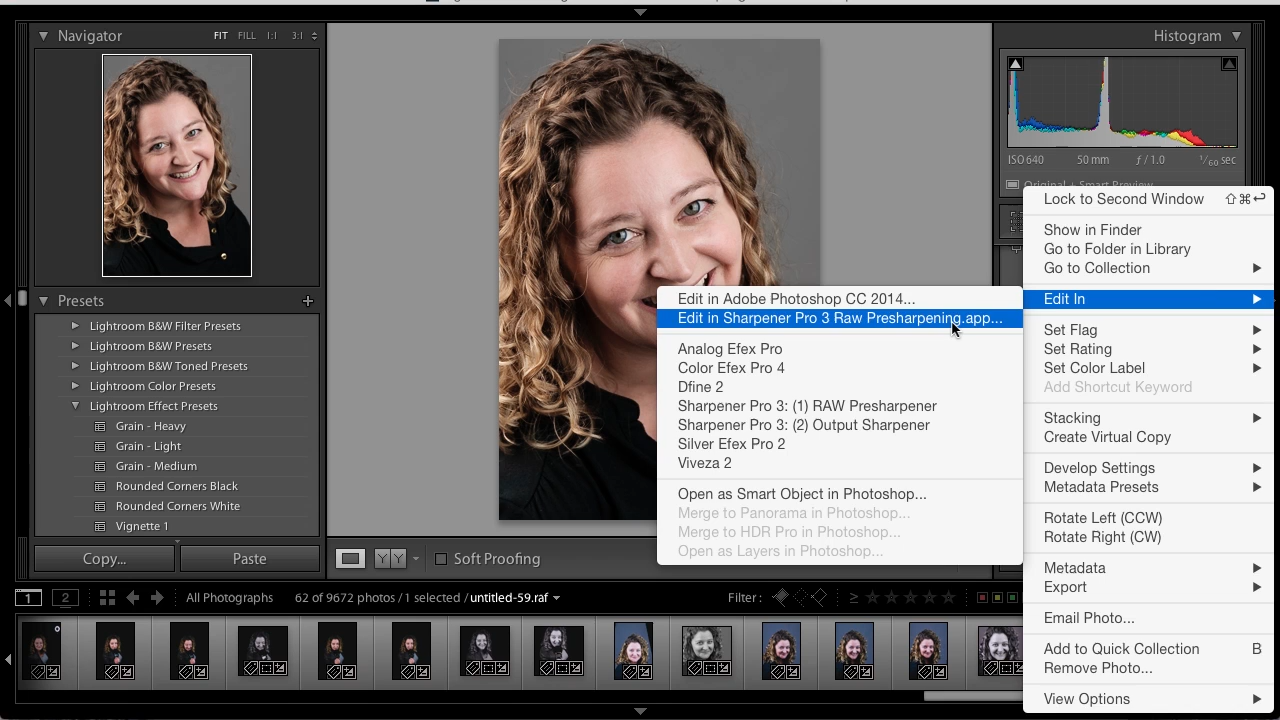 Navigator
FIT FILL 1:1 3:1
Presets
Lightroom B&W Filter Presets
Lightroom B&W Presets
Lightroom B&W Toned Presets
Lightroom Color Presets
Lightroom Effect Presets
Grain - Heavy
Grain - Light
Grain - Medium
Rounded Corners Black
Rounded Corners White
Vignette 1
Copy...
Paste
YY
Soft Proofing
Histogram
ISO 640 50 mm ƒ / 1.0 1/60 sec
Original + Smart Preview
Lock to Second Window ⇧⌘↩
Show in Finder
Go to Folder in Library
Go to Collection
Edit In
Set Flag
Set Rating
Set Color Label
Add Shortcut Keyword
Stacking
Create Virtual Copy
Develop Settings
Metadata Presets
Rotate Left (CCW)
Rotate Right (CW)
Metadata
Export
Email Photo...
Add to Quick Collection B
Remove Photo...
View Options
Edit in Adobe Photoshop CC 2014...
Edit in Sharpener Pro 3 Raw Presharpening.app...
Analog Efex Pro
Color Efex Pro 4
Dfine 2
Sharpener Pro 3: (1) RAW Presharpener
Sharpener Pro 3: (2) Output Sharpener
Silver Efex Pro 2
Viveza 2
Open as Smart Object in Photoshop...
Merge to Panorama in Photoshop...
Merge to HDR Pro in Photoshop...
Open as Layers in Photoshop...
1 2 All Photographs 62 of 9672 photos / 1 selected / untitled-59.raf Filter : ≥